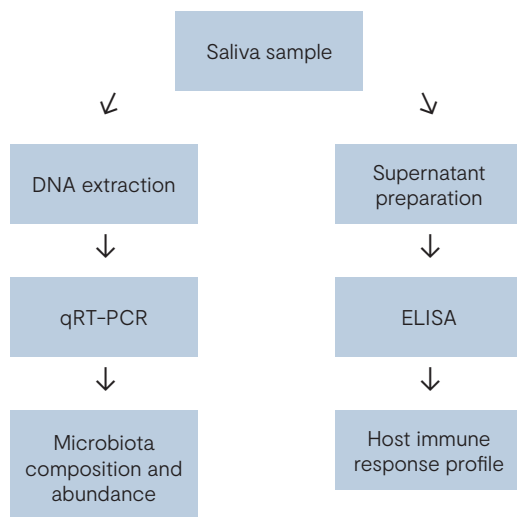 Saliva sample
DNA extraction
Supernatant
preparation
qRT-PCR
ELISA
Microbiota
composition and
abundance
Host immune
response profile